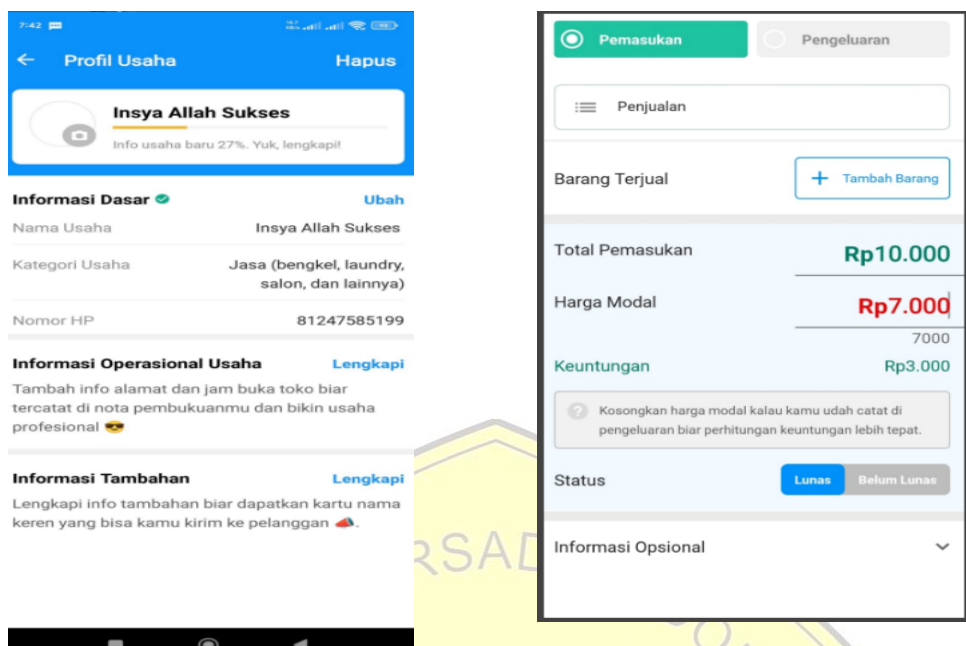 7:42
Profil Usaha Hapus
Insya Allah Sukses
Info usaha baru 27%. Yuk, lengkapi!
Informasi Dasar Ubah
Nama Usaha Insya Allah Sukses
Kategori Usaha Jasa (bengkel, laundry,
salon, dan lainnya)
Nomor HP 81247585199
Informasi Operasional Usaha Lengkapi
Tambah info alamat dan jam buka toko biar
tercatat di nota pembukuanmu dan bikin usaha
profesional 😎
Informasi Tambahan Lengkapi
Lengkapi info tambahan biar dapatkan kartu nama
keren yang bisa kamu kirim ke pelanggan 📣.
Pemasukan Pengeluaran
Penjualan
Barang Terjual + Tambah Barang
Total Pemasukan Rp10.000
Harga Modal Rp7.000
7000
Keuntungan Rp3.000
Kosongkan harga modal kalau kamu udah catat di
pengeluaran biar perhitungan keuntungan lebih tepat.
Status Lunas Belum Lunas
Informasi Opsional